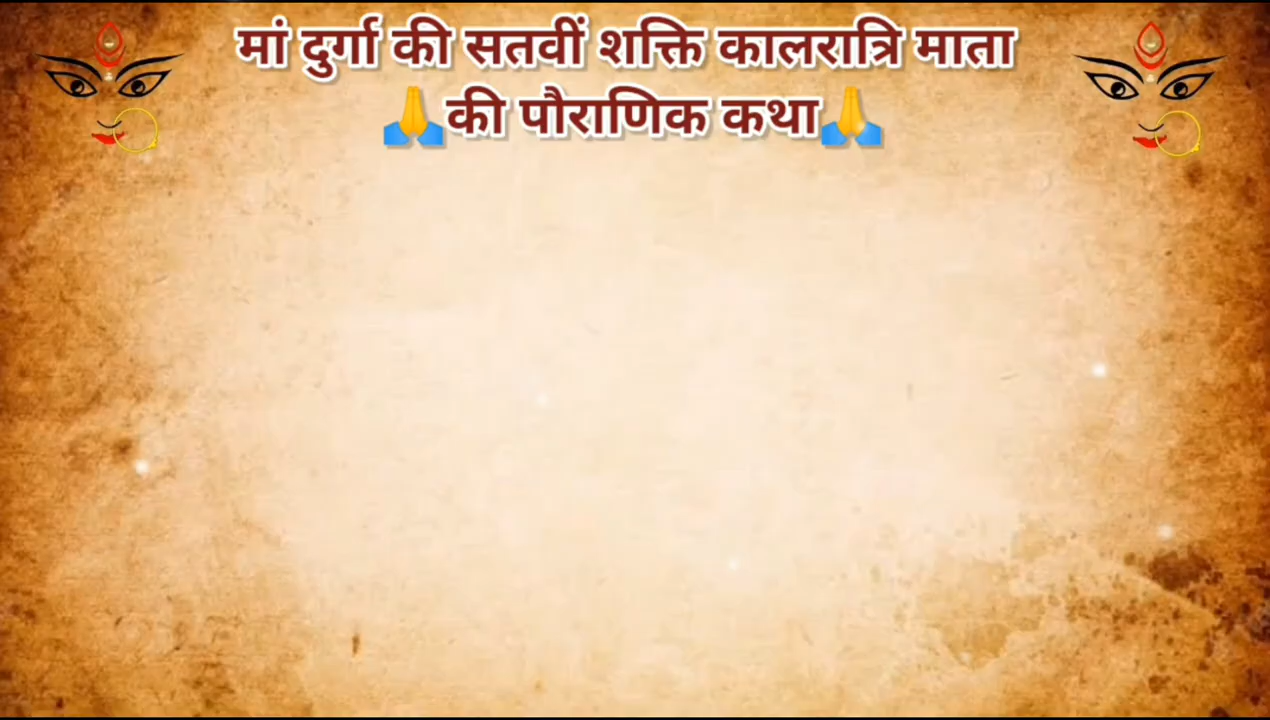 मां दुर्गा की सतवीं शक्ति कालरात्रि माता
🙏की पौराणिक कथा🙏